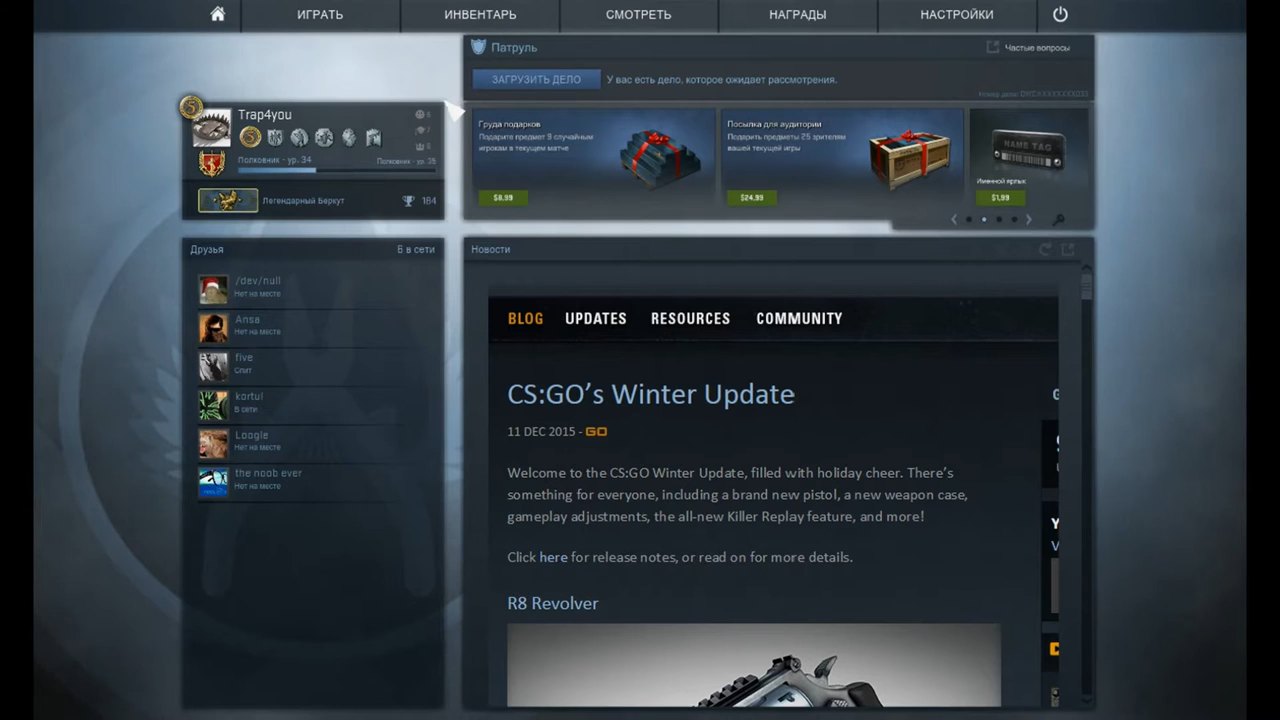 ИГРАТЬ
ИНВЕНТАРЬ
СМОТРЕТЬ
НАГРАДЫ
НАСТРОЙКИ
Патруль
Частые вопросы
ЗАГРУЗИТЬ ДЕЛО
У вас есть дело, которое ожидает рассмотрения.
Trap4you
Полковник - ур. 34
Полковник - ур. 35
Легендарный Беркут
184
Груда подарков
Подарите предмет 9 случайным
игрокам в текущем матче
$8.99
Посылка для аудитории
Подарить предметы 25 зрителям
вашей текущей игры
$24.99
NAME TAG
Именной ярлык
$1.99
Друзья
6 в сети
/dev/null
Нет на месте
Ansa
Нет на месте
five
Спит
kartul
В сети
Loogle
Нет на месте
the noob ever
Нет на месте
Новости
BLOG
UPDATES
RESOURCES
COMMUNITY
CS:GO’s Winter Update
11 DEC 2015 - GO
Welcome to the CS:GO Winter Update, filled with holiday cheer. There’s
something for everyone, including a brand new pistol, a new weapon case,
gameplay adjustments, the all-new Killer Replay feature, and more!
Click here for release notes, or read on for more details.
R8 Revolver